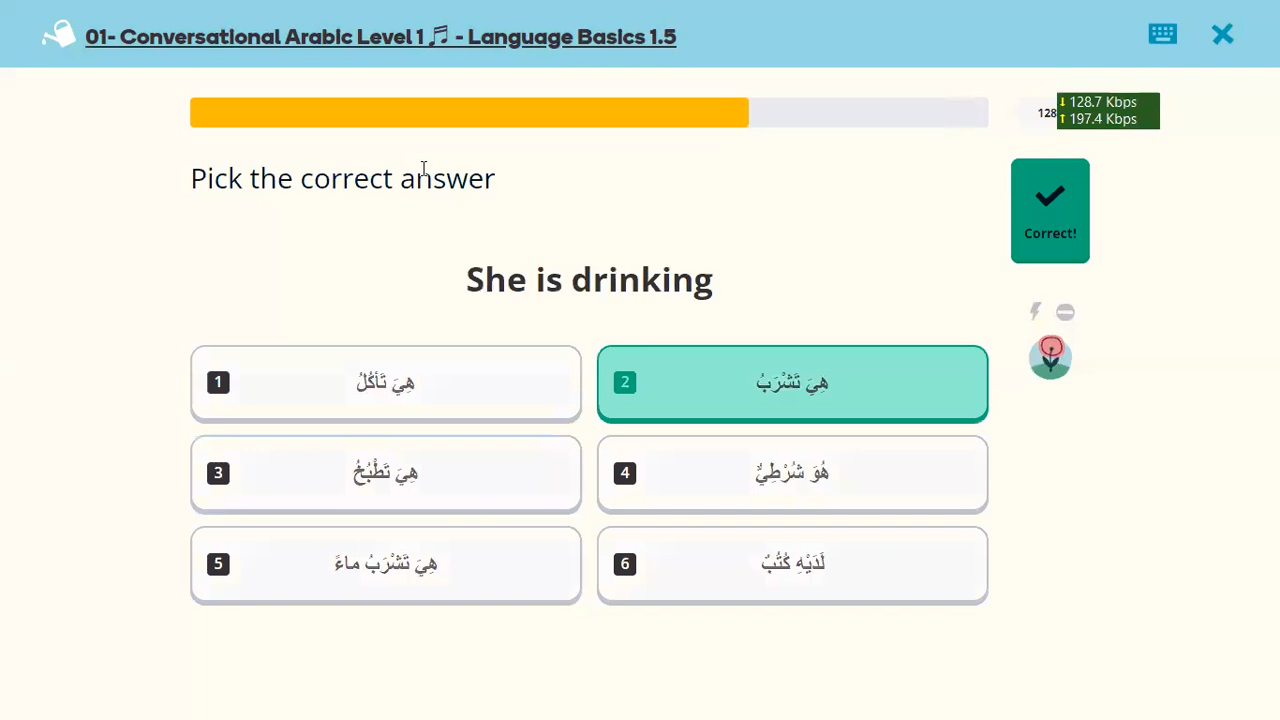 01- Conversational Arabic Level 1 🎵 - Language Basics 1.5
128
128.7 Kbps
197.4 Kbps
Pick the correct answer
Correct!
She is drinking
1 هِيَ تَأكُلُ
2 هِيَ تَشْرَبُ
3 هِيَ تَطْبُخُ
4 هُوَ شُرْطِيٌّ
5 هِيَ تَشْرَبُ ماءً
6 لَدَيْهِ كُتُبٌ